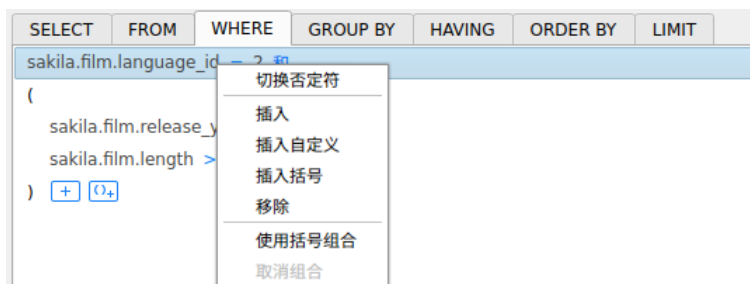 SELECT FROM WHERE GROUP BY HAVING ORDER BY LIMIT
sakila.film.language_id = 2 和
(
sakila.film.release_y
sakila.film.length >
) + ()+
切换否定符
插入
插入自定义
插入括号
移除
使用括号组合
取消组合